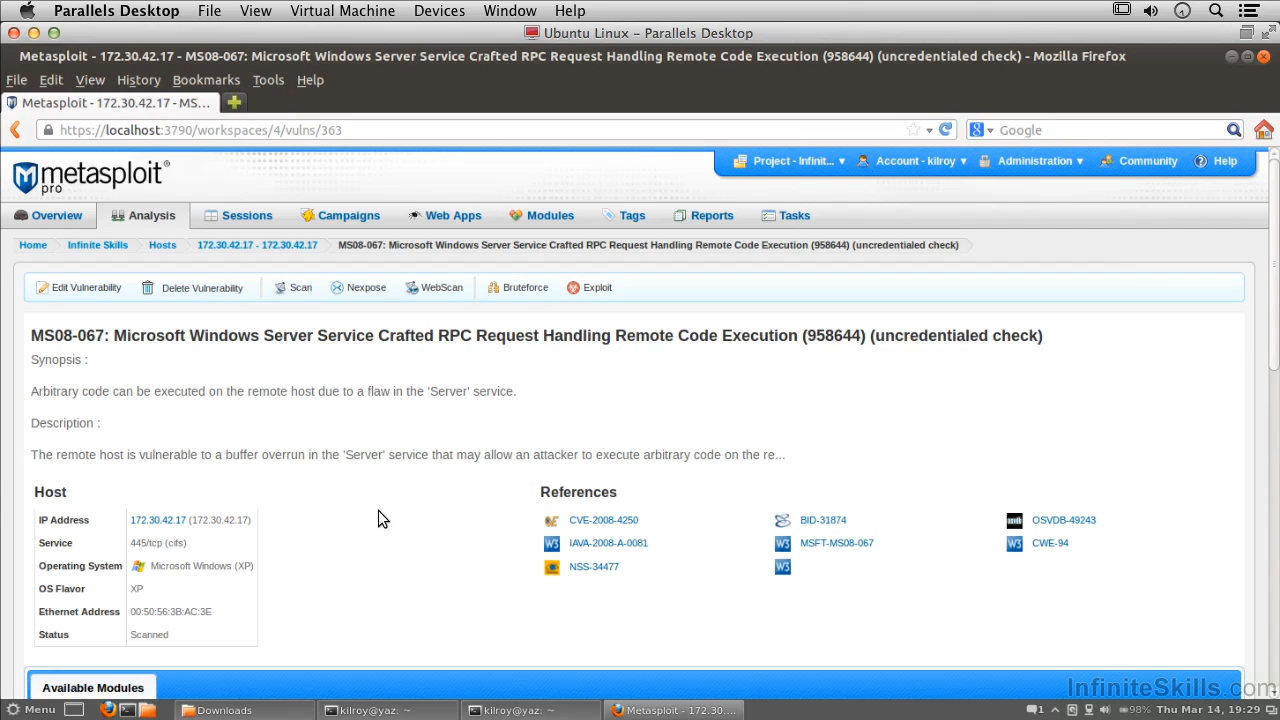 Parallels Desktop File View Virtual Machine Devices Window Help
Ubuntu Linux – Parallels Desktop
Metasploit - 172.30.42.17 - MS08-067: Microsoft Windows Server Service Crafted RPC Request Handling Remote Code Execution (958644) (uncredentialed check) - Mozilla Firefox
File Edit View History Bookmarks Tools Help
Metasploit - 172.30.42.17 - MS...
https://localhost:3790/workspaces/4/vulns/363
Google
metasploit®
pro
Project - Infinit... ▾ Account - kilroy ▾ Administration ▾ Community Help
Overview Analysis Sessions Campaigns Web Apps Modules Tags Reports Tasks
Home Infinite Skills Hosts 172.30.42.17 - 172.30.42.17 MS08-067: Microsoft Windows Server Service Crafted RPC Request Handling Remote Code Execution (958644) (uncredentialed check)
Edit Vulnerability Delete Vulnerability Scan Nexpose WebScan Bruteforce Exploit
MS08-067: Microsoft Windows Server Service Crafted RPC Request Handling Remote Code Execution (958644) (uncredentialed check)
Synopsis :
Arbitrary code can be executed on the remote host due to a flaw in the 'Server' service.
Description :
The remote host is vulnerable to a buffer overrun in the 'Server' service that may allow an attacker to execute arbitrary code on the re...
Host
IP Address 172.30.42.17 (172.30.42.17)
Service 445/tcp (cifs)
Operating System Microsoft Windows (XP)
OS Flavor XP
Ethernet Address 00:50:56:3B:AC:3E
Status Scanned
References
CVE-2008-4250 BID-31874 OSVDB-49243
IAVA-2008-A-0081 MSFT-MS08-067 CWE-94
NSS-34477
Available Modules
InfiniteSkills.com
Menu Downloads kilroy@yaz: ~ kilroy@yaz: ~ Metasploit - 172.30.... 1 98% Thu Mar 14, 19:29